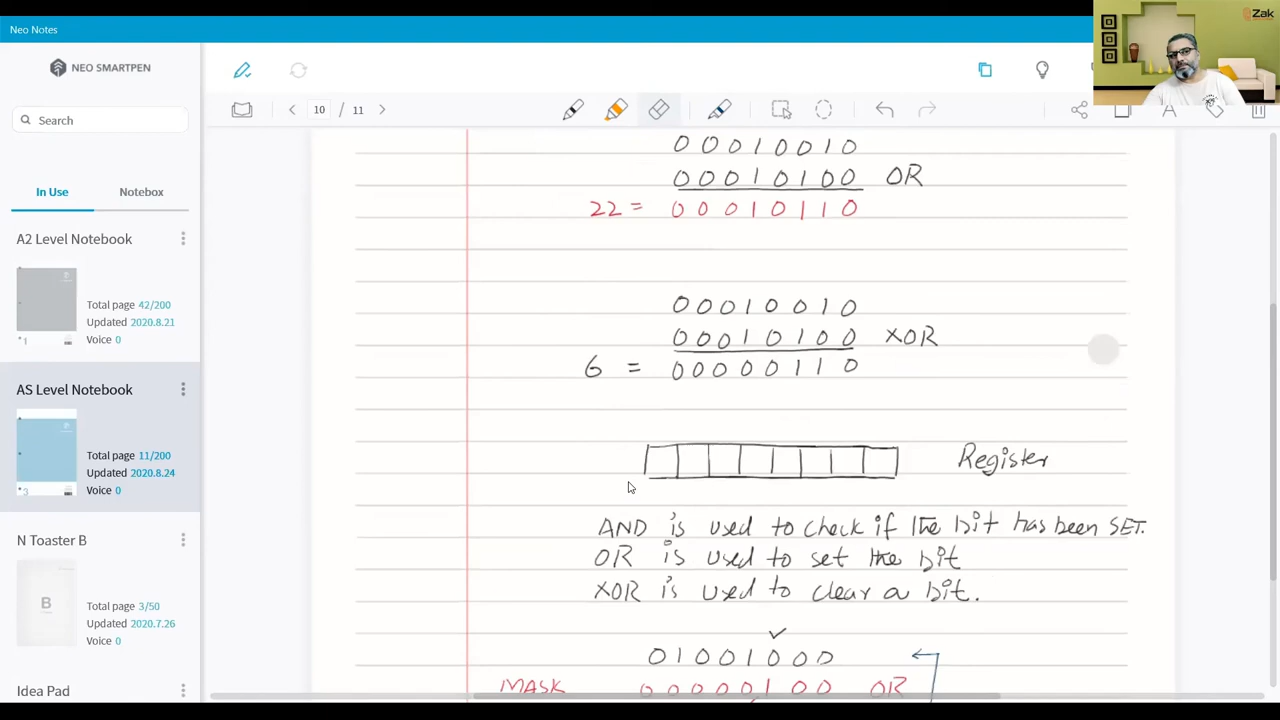 Neo Notes
Zak
NEO SMARTPEN
Search
10 / 11
In Use Notebox
A2 Level Notebook
Total page 42/200
Updated 2020.8.21
Voice 0
AS Level Notebook
Total page 11/200
Updated 2020.8.24
Voice 0
N Toaster B
B
Total page 3/50
Updated 2020.7.26
Voice 0
Idea Pad
00010010
00010100 OR
22 = 00010110
00010010
00010100 XOR
6 = 00000110
Register
AND is used to check if the bit has been SET.
OR is used to set the bit
XOR is used to clear a bit.
01001000
MASK 00000100 OR